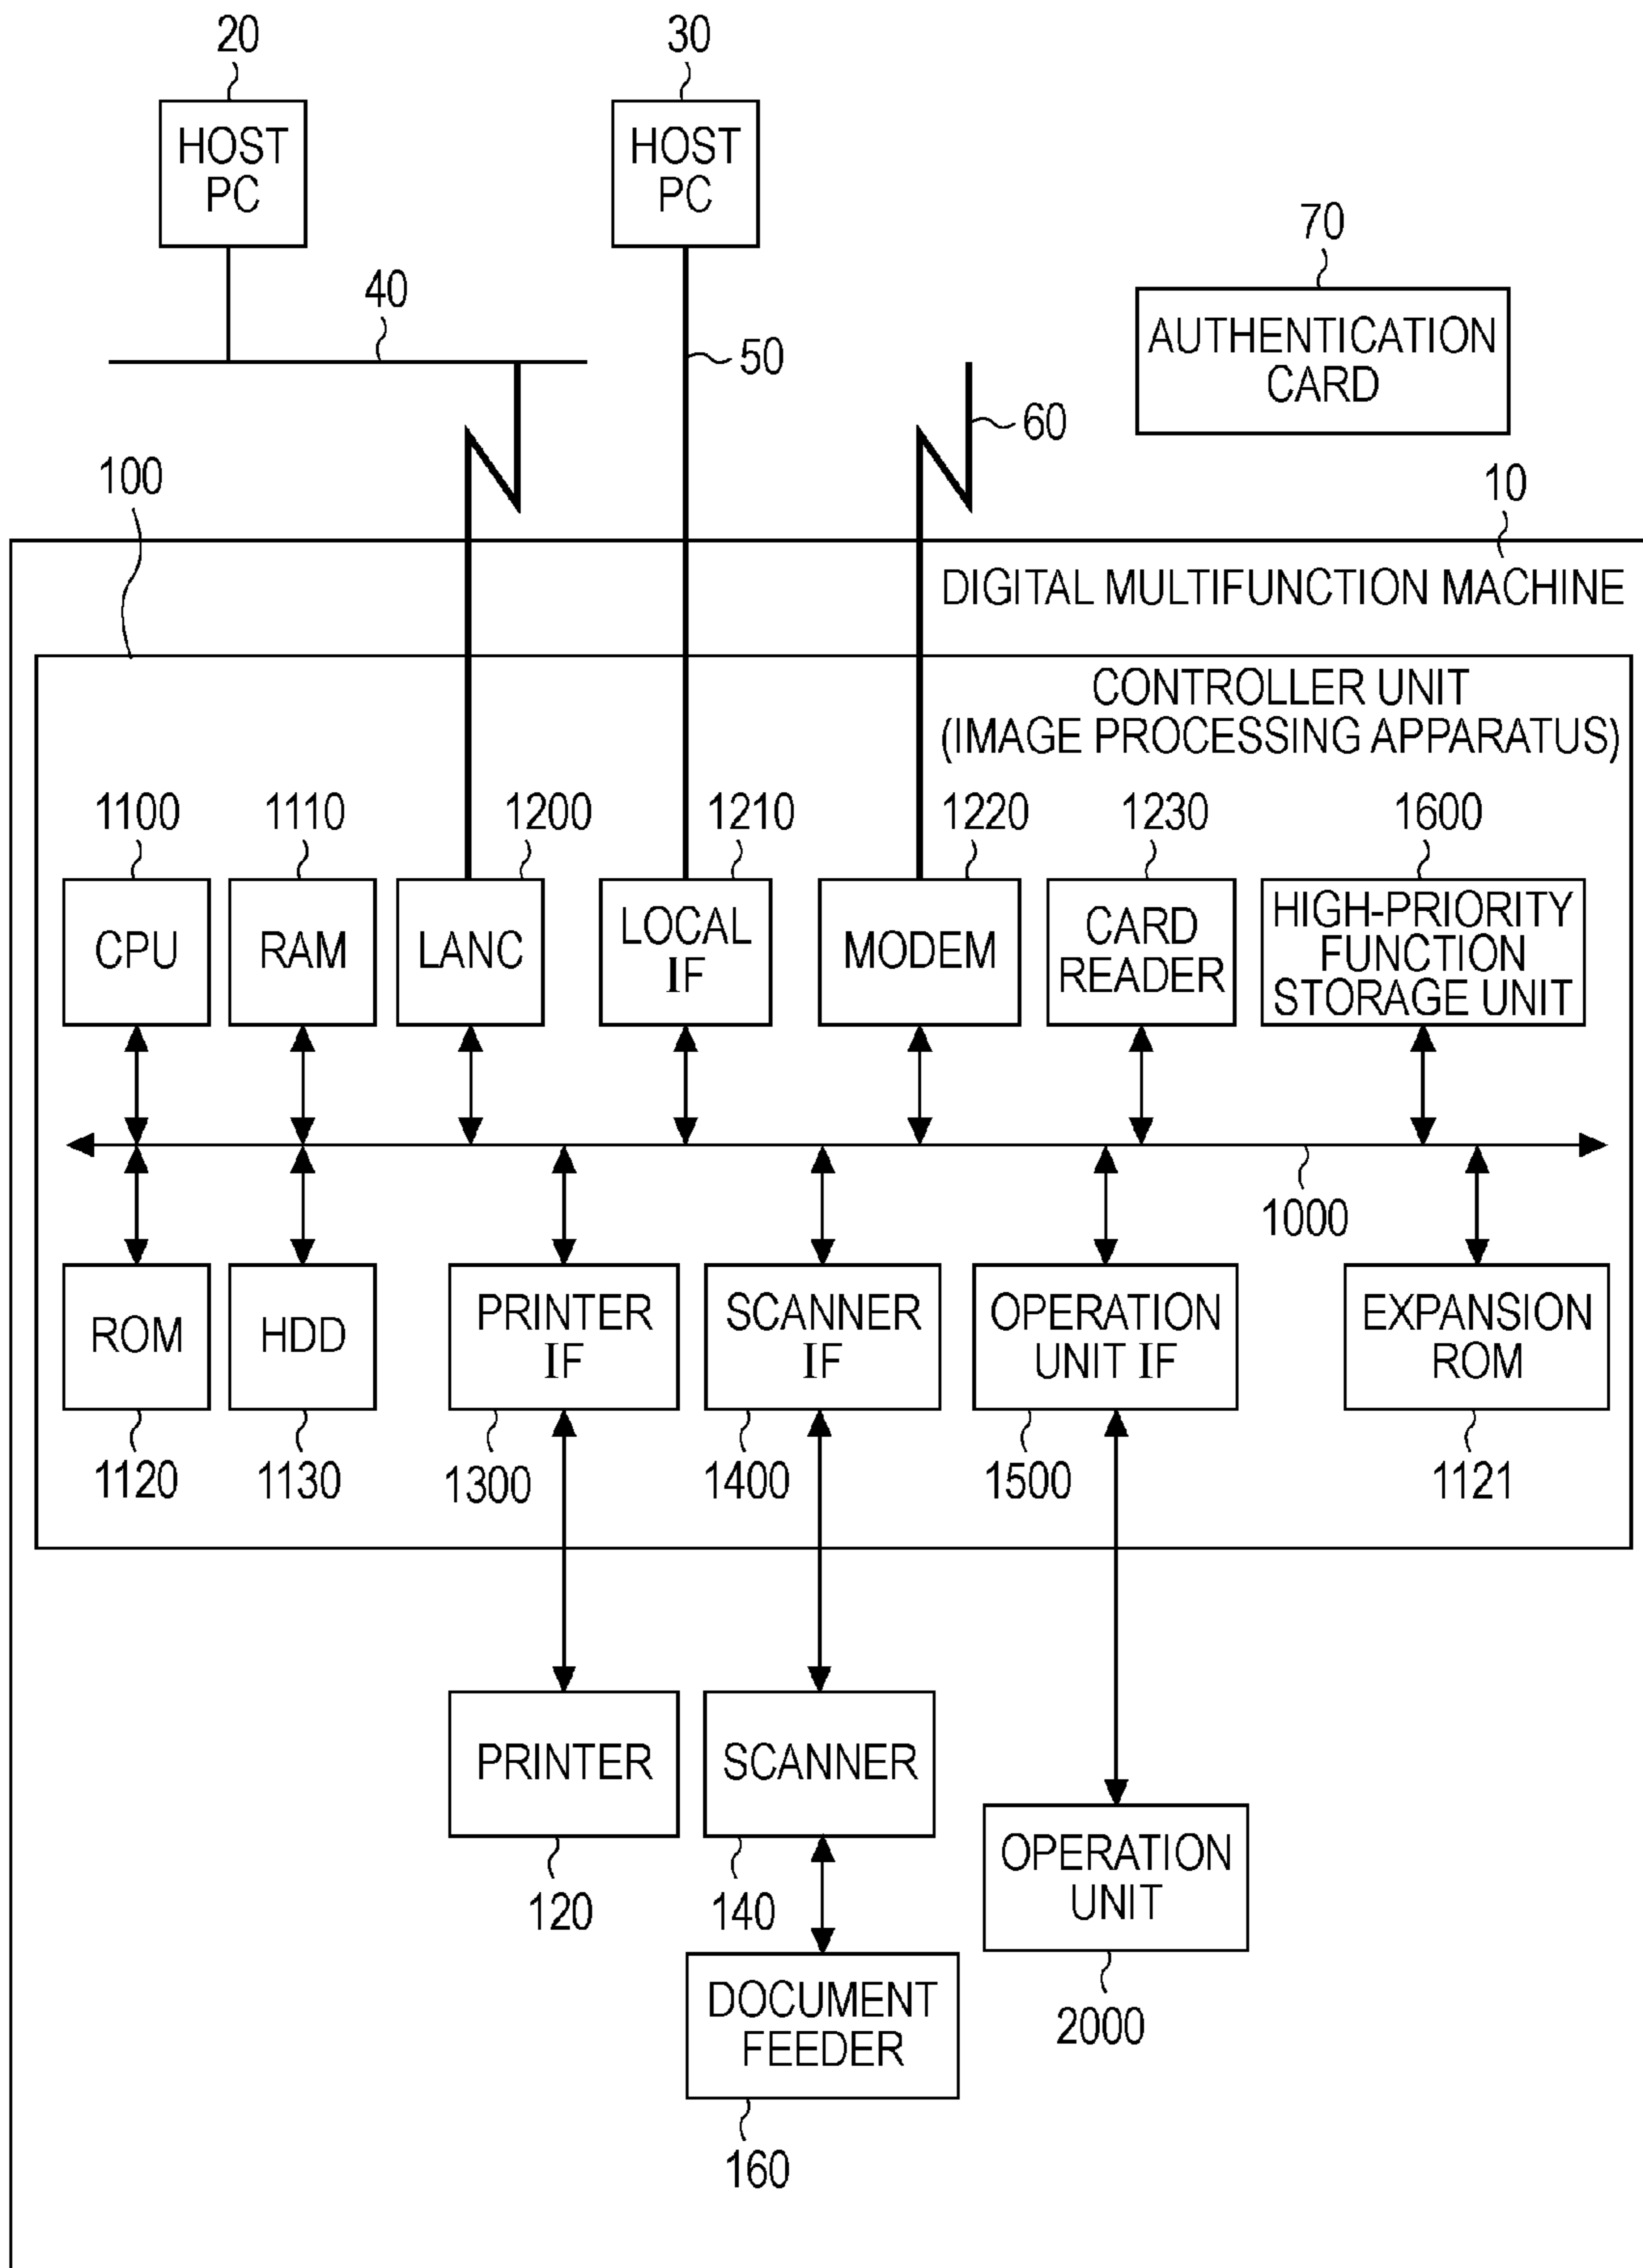 20
30
HOST
PC
HOST
PC
70
AUTHENTICATION
CARD
40
50
60
100
10
DIGITAL MULTIFUNCTION MACHINE
CONTROLLER UNIT
(IMAGE PROCESSING APPARATUS)
1100
1110
1200
1210
1220
1230
1600
CPU
RAM
LANC
LOCAL
IF
MODEM
CARD
READER
HIGH-PRIORITY
FUNCTION
STORAGE UNIT
1000
ROM
HDD
PRINTER
IF
SCANNER
IF
OPERATION
UNIT IF
EXPANSION
ROM
1120
1130
1300
1400
1500
1121
PRINTER
SCANNER
OPERATION
UNIT
120
140
2000
DOCUMENT
FEEDER
160